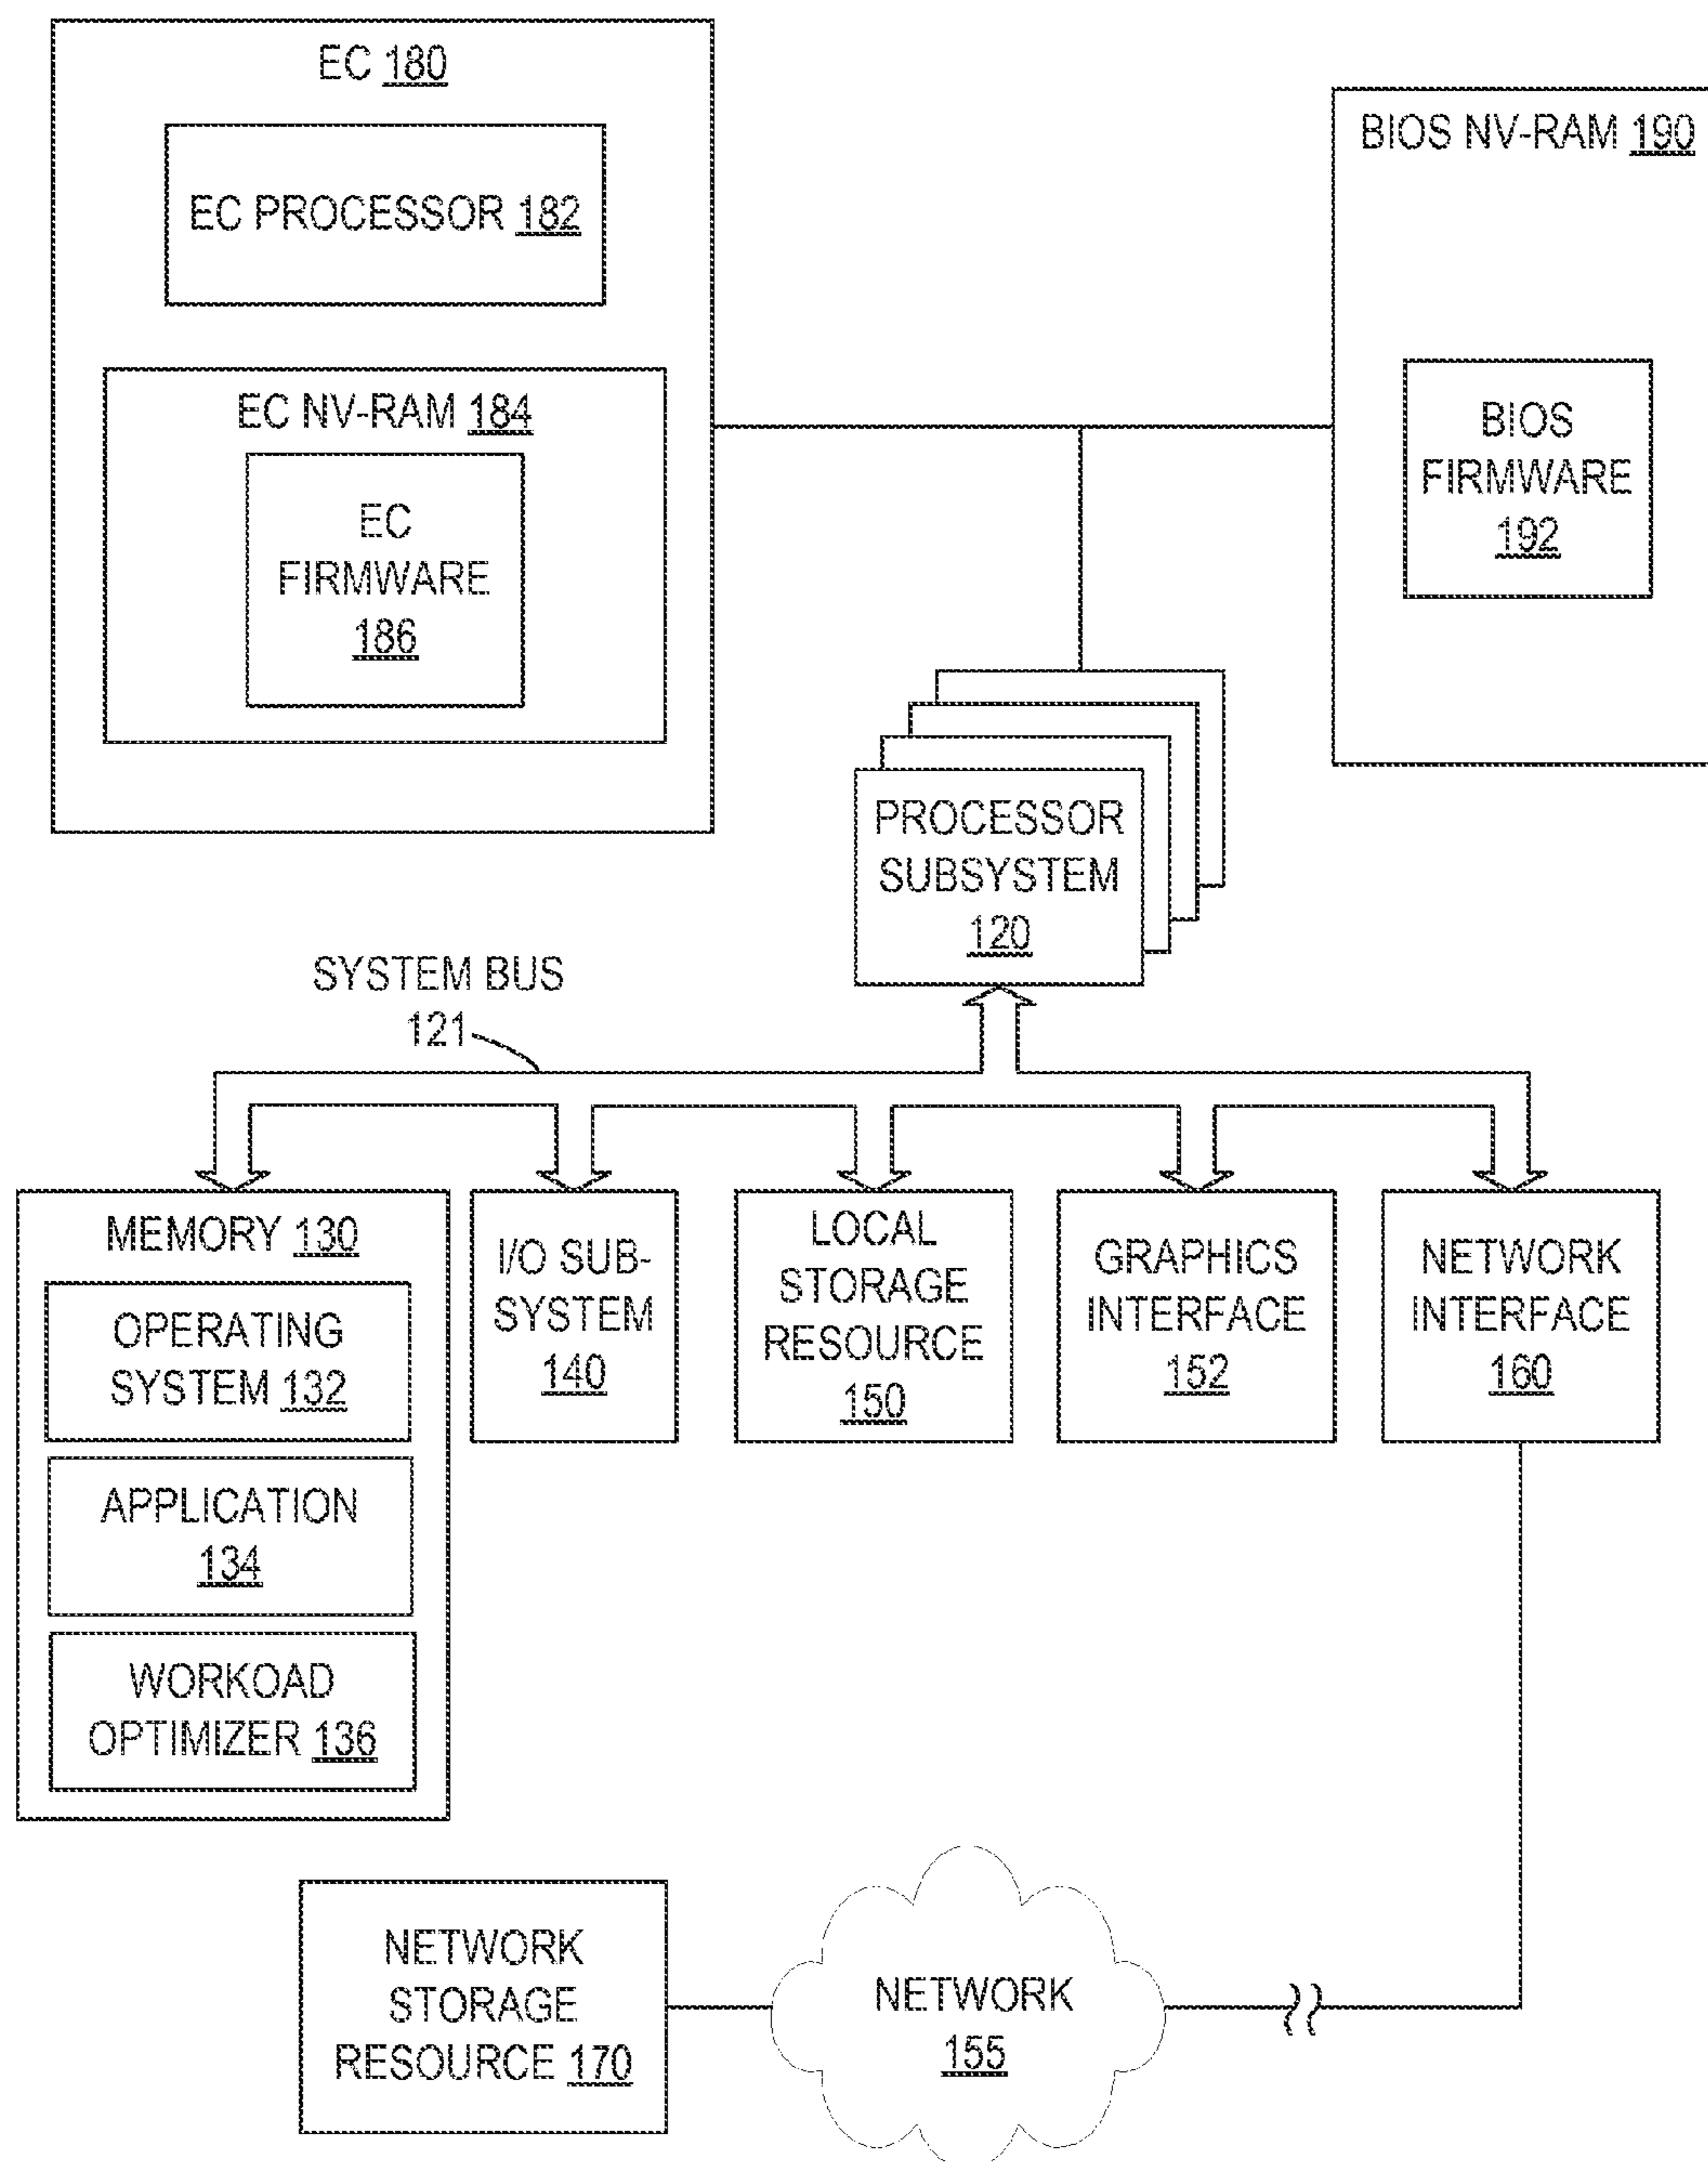 EC 180
EC PROCESSOR 182
EC NV-RAM 184
EC
FIRMWARE
186
BIOS NV-RAM 190
BIOS
FIRMWARE
192
PROCESSOR
SUBSYSTEM
120
SYSTEM BUS
121
MEMORY 130
OPERATING
SYSTEM 132
APPLICATION
134
WORKOAD
OPTIMIZER 136
I/O SUB-
SYSTEM
140
LOCAL
STORAGE
RESOURCE
150
GRAPHICS
INTERFACE
152
NETWORK
INTERFACE
160
NETWORK
STORAGE
RESOURCE 170
NETWORK
155